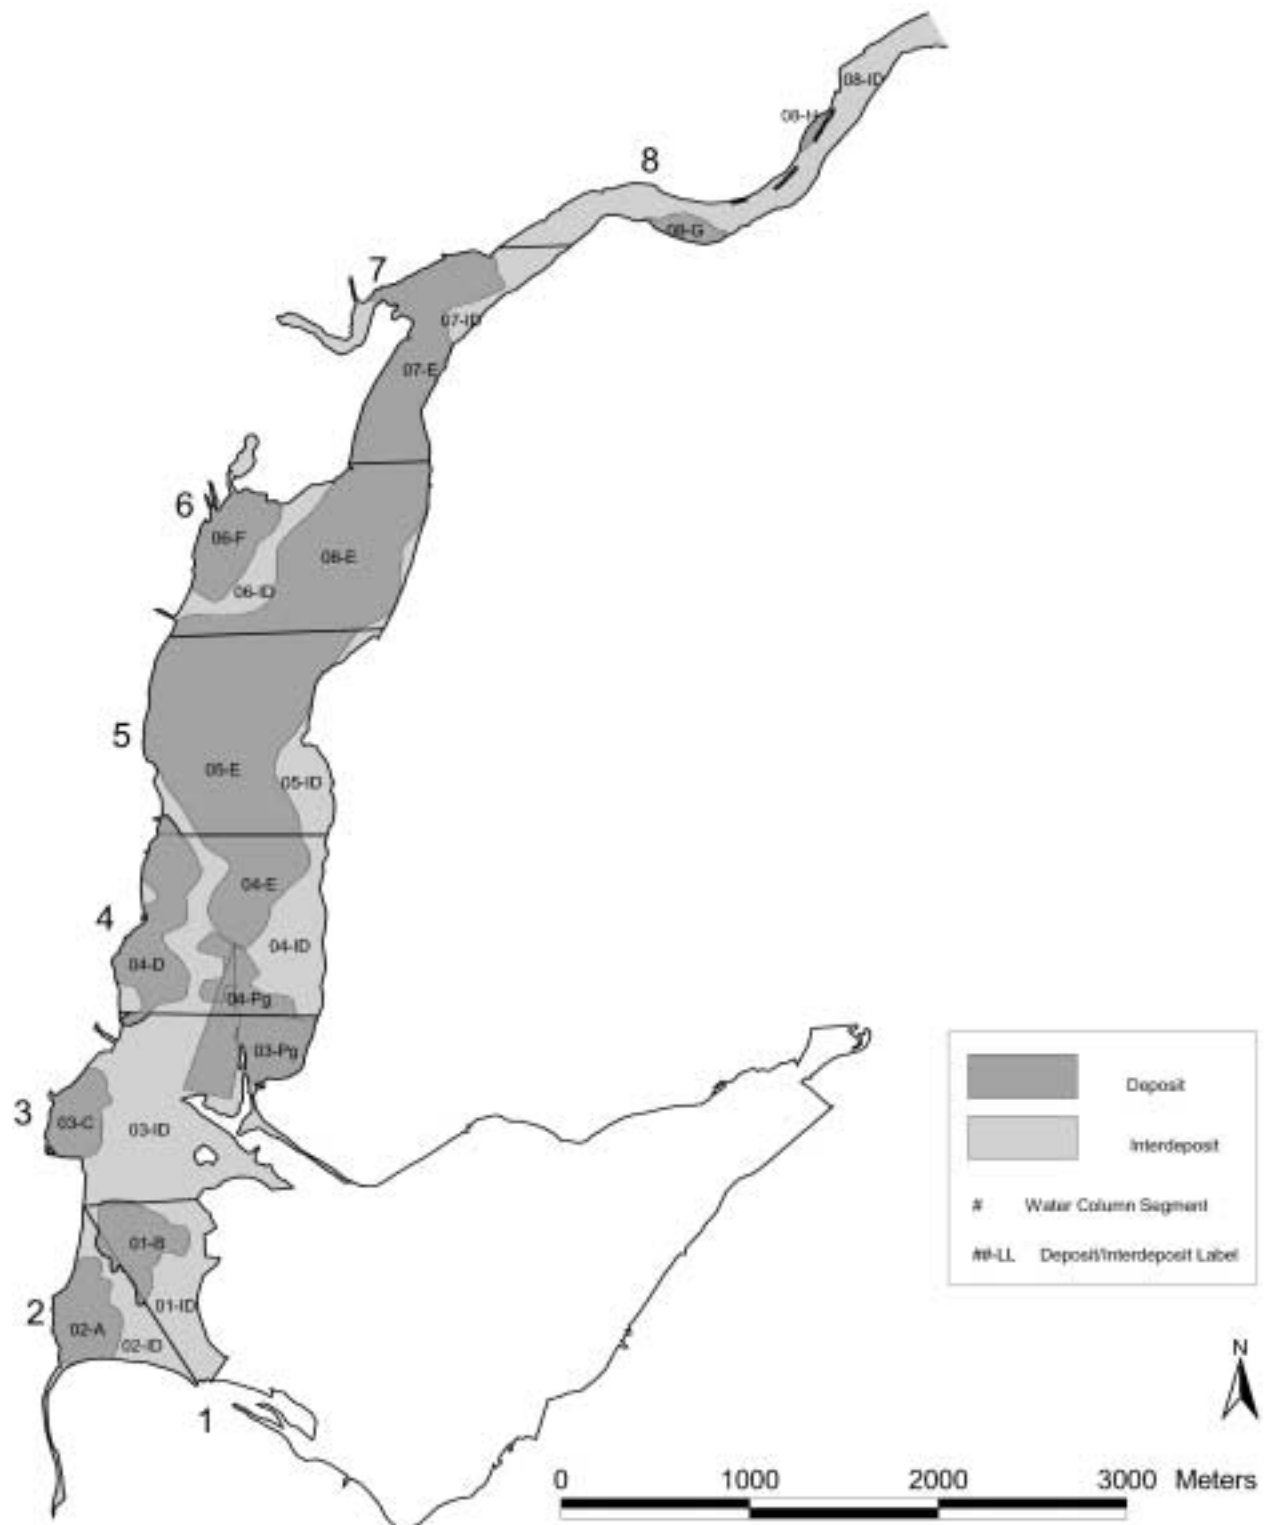 08-ID
08-H
8
08-G
7
07-ID
07-E
6
06-F
06-E
06-ID
5
05-E
05-ID
04-E
4
04-ID
04-D
04-Pg
03-Pg
Deposit
3
03-C
03-ID
Interdeposit
# Water Column Segment
01-B
##-LL Deposit/Interdeposit Label
01-ID
2
02-A
02-ID
N
1
0 1000 2000 3000 Meters